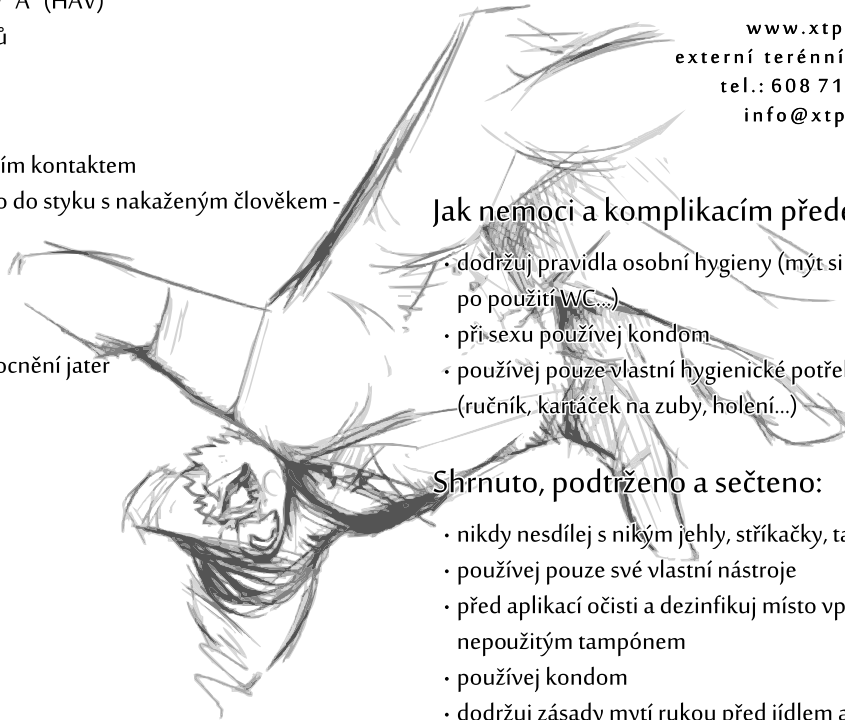 "A" (HAV)
ů
ím kontaktem
o do styku s nakaženým člověkem -
ocnění jater
www.xtp
externí terénní
tel.: 608 71
info@xtp
Jak nemoci a komplikacím před
• dodržuj pravidla osobní hygieny (mýt si
po použití WC...)
• při sexu používej kondom
• používej pouze vlastní hygienické potře
(ručník, kartáček na zuby, holení...)
Shrnuto, podtrženo a sečteno:
• nikdy nesdílej s nikým jehly, stříkačky, ta
• používej pouze své vlastní nástroje
• před aplikací očisti a dezinfikuj místo vp
nepoužitým tampónem
• používej kondom
• dodržuj zásady mytí rukou před jídlem a